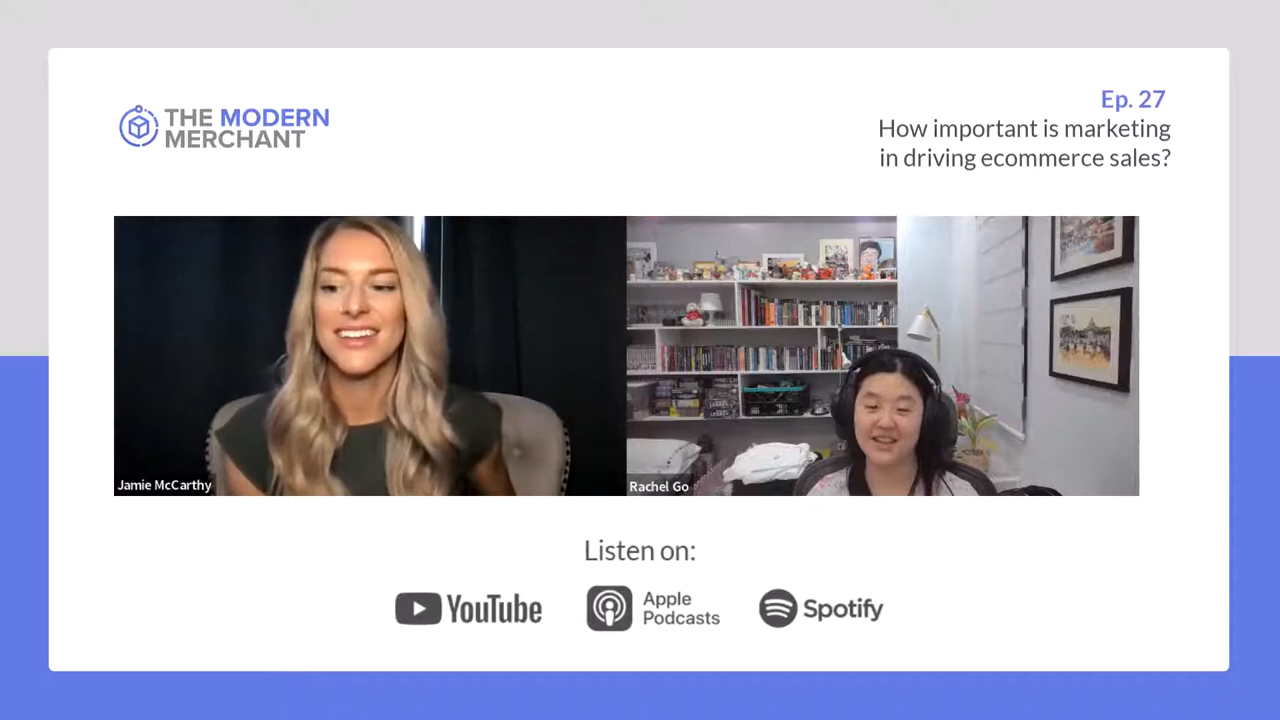 THE MODERN
MERCHANT
Ep. 27
How important is marketing
in driving ecommerce sales?
Jamie McCarthy
Rachel Go
Listen on:
YouTube
Apple
Podcasts
Spotify